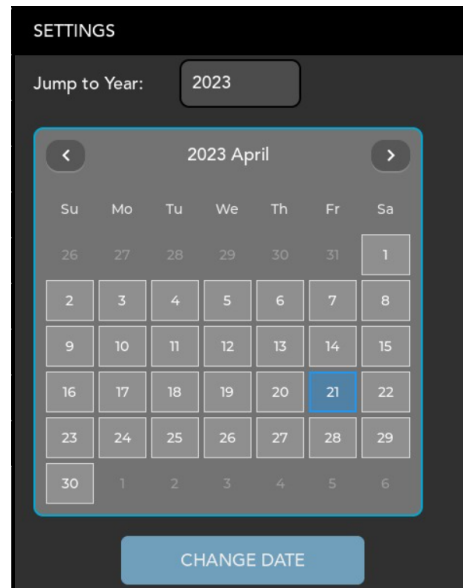 SETTINGS
Jump to Year: 2023
2023 April
Su Mo Tu We Th Fr Sa
26 27 28 29 30 31 1
2 3 4 5 6 7 8
9 10 11 12 13 14 15
16 17 18 19 20 21 22
23 24 25 26 27 28 29
30 1 2 3 4 5 6
CHANGE DATE